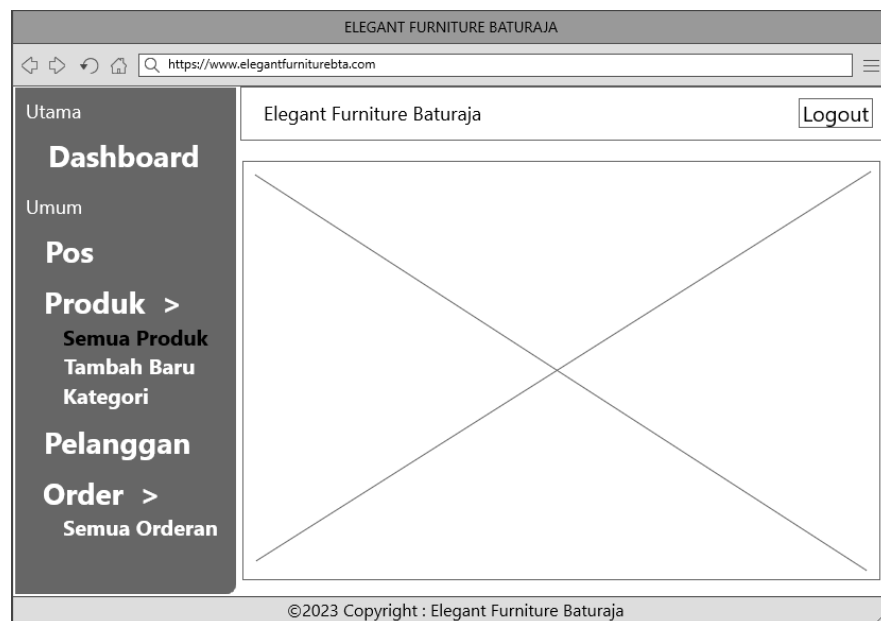 ELEGANT FURNITURE BATURAJA
https://www.elegantfurniturebta.com
Utama
Dashboard
Umum
Pos
Produk >
Semua Produk
Tambah Baru
Kategori
Pelanggan
Order >
Semua Orderan
Elegant Furniture Baturaja
Logout
©2023 Copyright : Elegant Furniture Baturaja